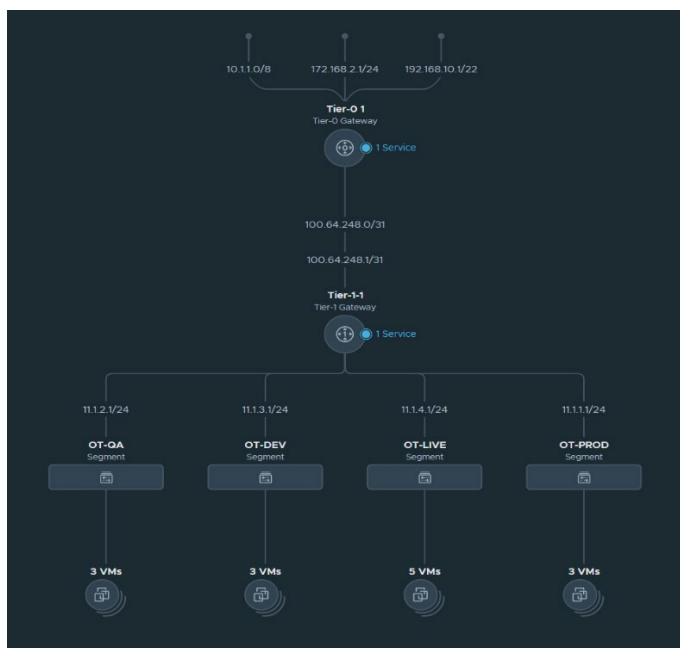 10.1.1.0/8 172.168.2.1/24 192.168.10.1/22
Tier-0 1
Tier-0 Gateway
1 Service
100.64.248.0/31
100.64.248.1/31
Tier-1-1
Tier-1 Gateway
1 Service
11.1.2.1/24 11.1.3.1/24 11.1.4.1/24 11.1.1.1/24
OT-QA OT-DEV OT-LIVE OT-PROD
Segment Segment Segment Segment
3 VMs 3 VMs 5 VMs 3 VMs